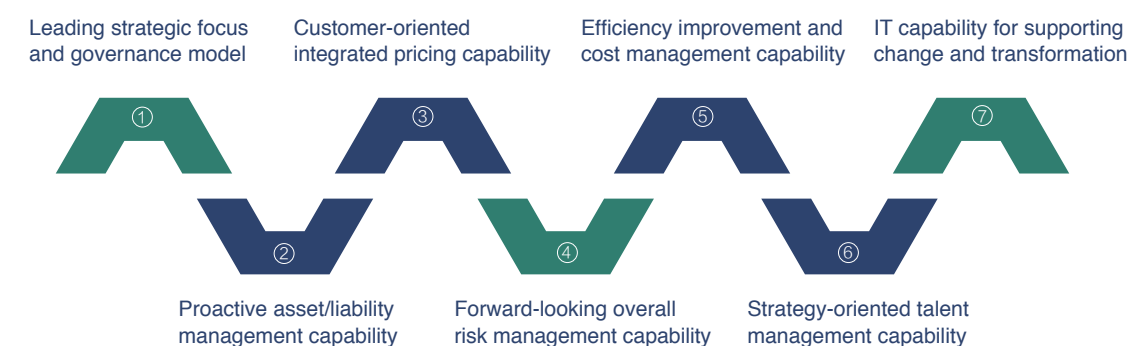 Leading strategic focus
and governance model
Customer-oriented
integrated pricing capability
Efficiency improvement and
cost management capability
IT capability for supporting
change and transformation
①
③
⑤
⑦
②
④
⑥
Proactive asset/liability
management capability
Forward-looking overall
risk management capability
Strategy-oriented talent
management capability